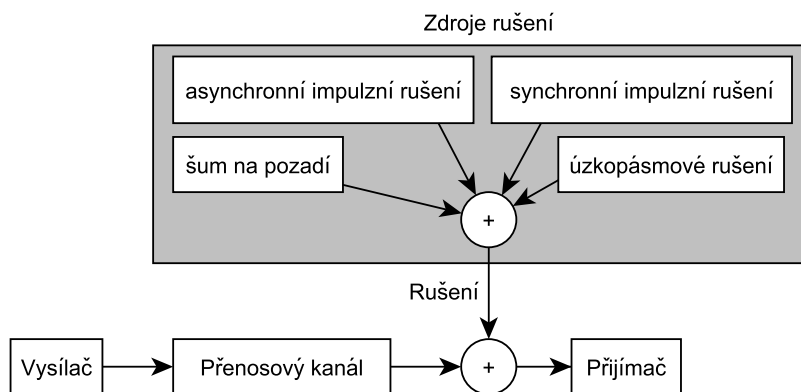 Zdroje rušení
asynchronní impulzní rušení
synchronní impulzní rušení
šum na pozadí
úzkopásmové rušení
+
Rušení
Vysílač
Přenosový kanál
+
Přijímač